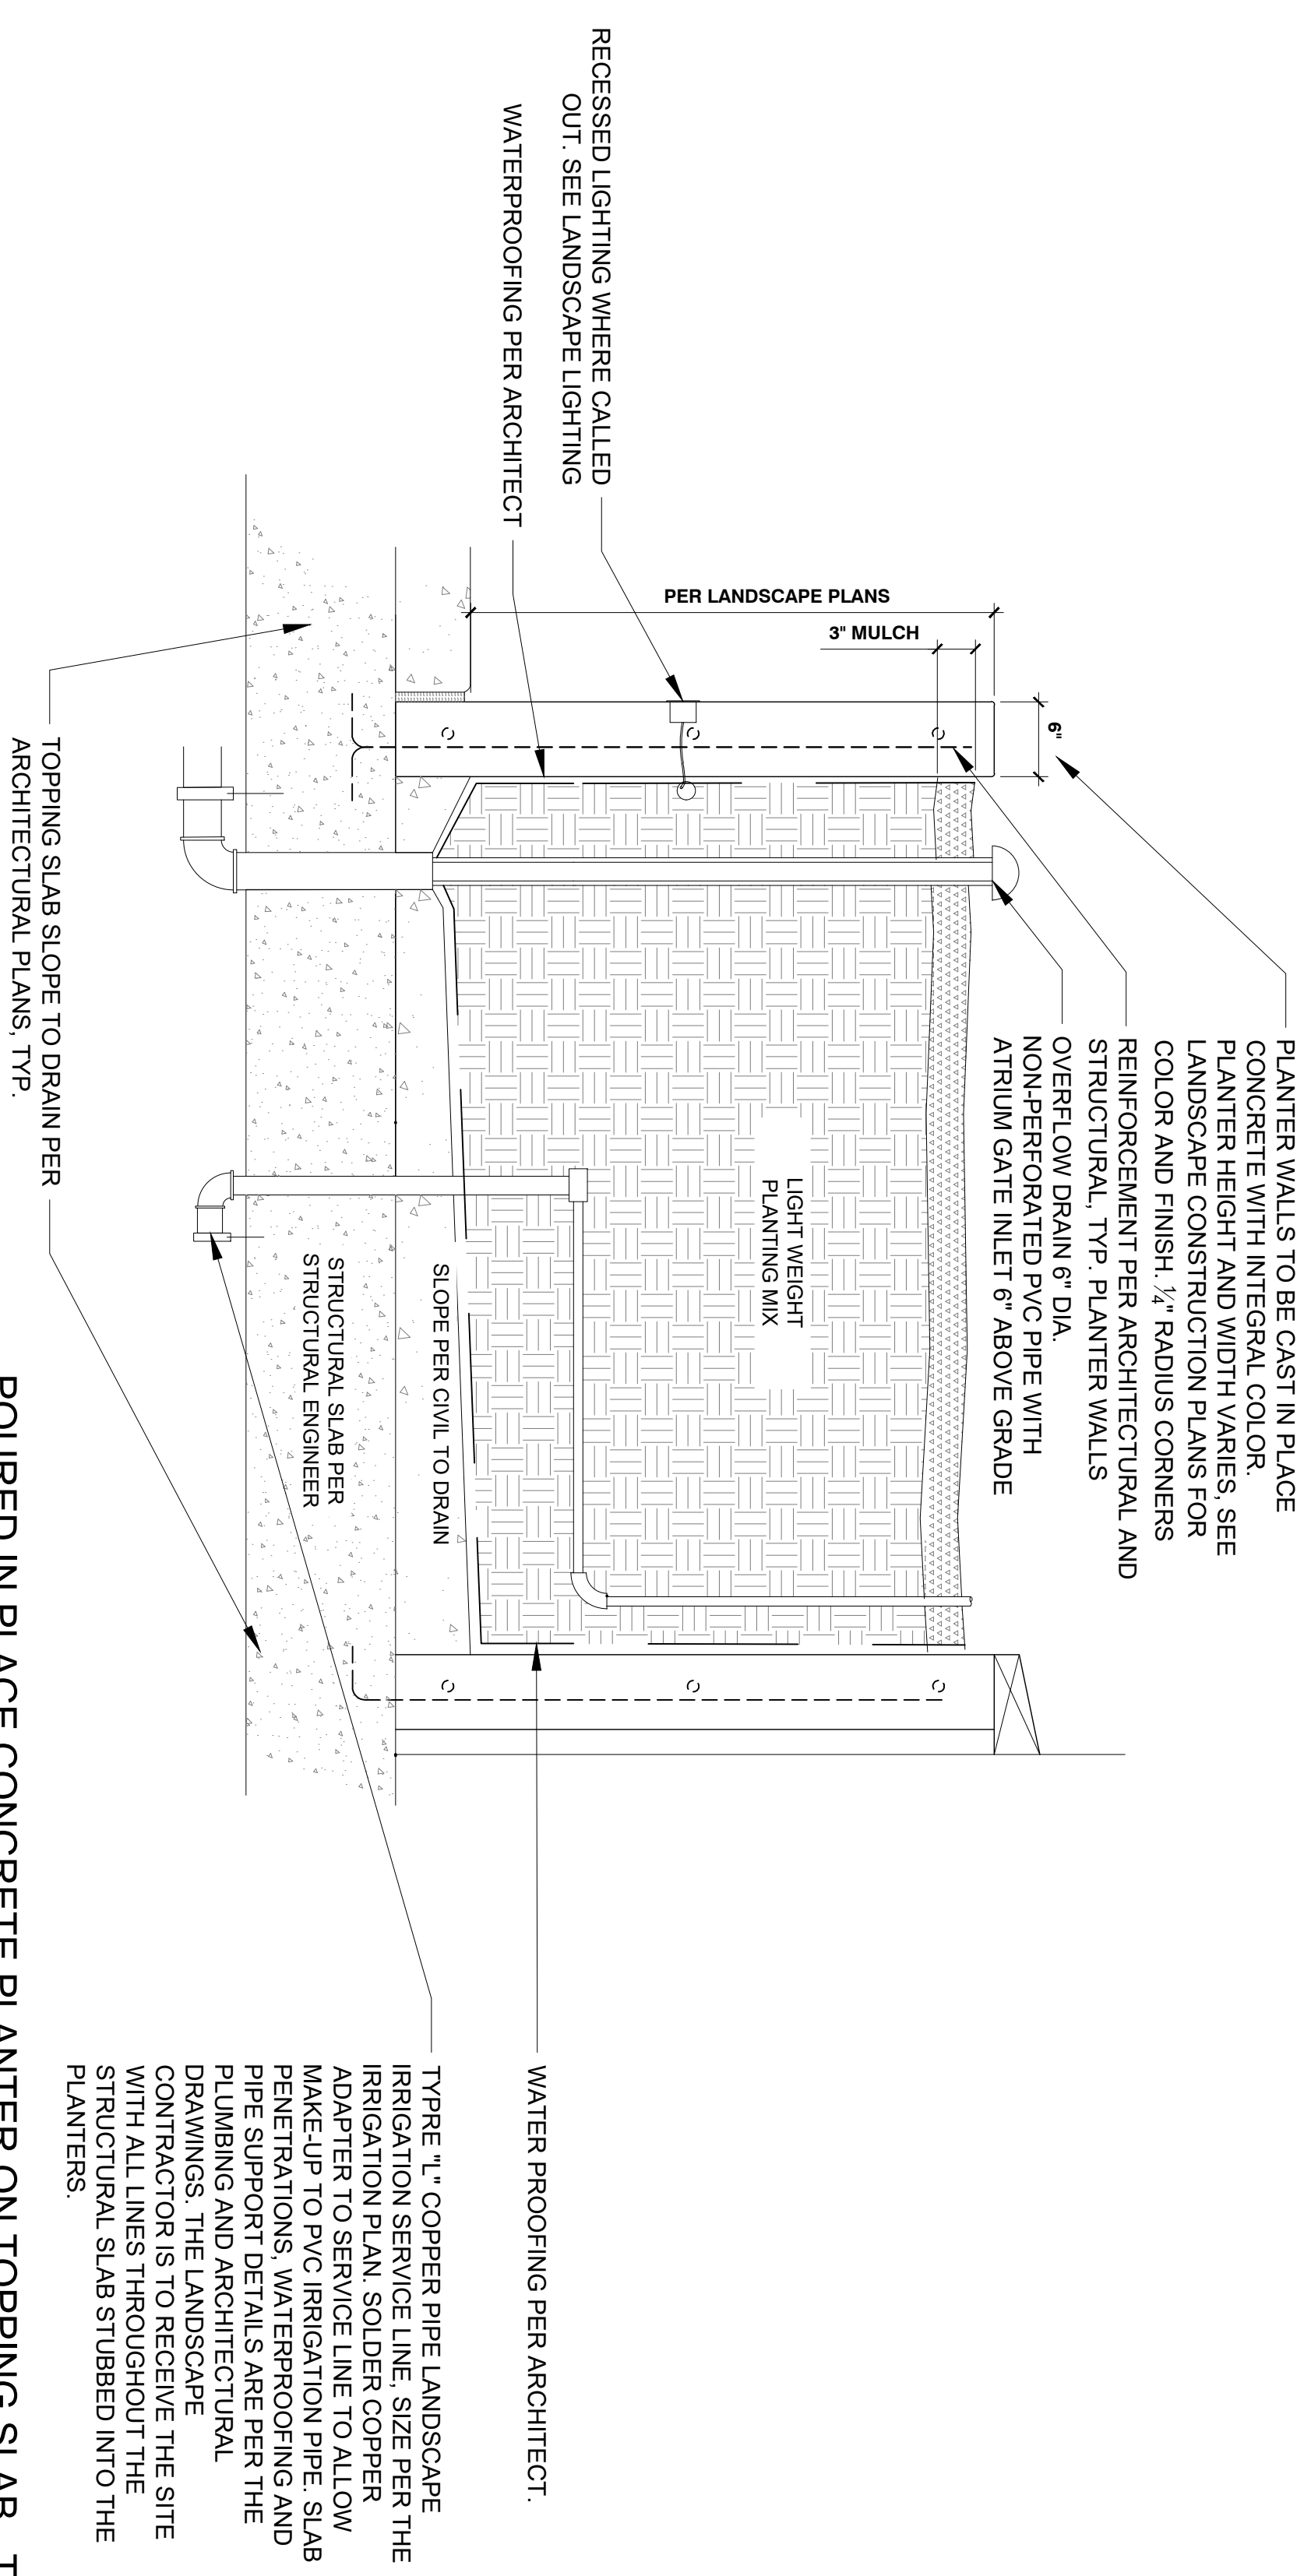 PLANTER WALLS TO BE CAST IN PLACE
CONCRETE WITH INTEGRAL COLOR.
PLANTER HEIGHT AND WIDTH VARIES, SEE
LANDSCAPE CONSTRUCTION PLANS FOR
COLOR AND FINISH. 1/4" RADIUS CORNERS
REINFORCEMENT PER ARCHITECTURAL AND
STRUCTURAL, TYP. PLANTER WALLS
OVERFLOW DRAIN 6" DIA.
NON-PERFORATED PVC PIPE WITH
ATRIUM GATE INLET 6" ABOVE GRADE
6"
3" MULCH
PER LANDSCAPE PLANS
RECESSED LIGHTING WHERE CALLED
OUT. SEE LANDSCAPE LIGHTING
WATERPROOFING PER ARCHITECT
LIGHT WEIGHT
PLANTING MIX
SLOPE PER CIVIL TO DRAIN
STRUCTURAL SLAB PER
STRUCTURAL ENGINEER
WATER PROOFING PER ARCHITECT.
TYPRE "L" COPPER PIPE LANDSCAPE
IRRIGATION SERVICE LINE, SIZE PER THE
IRRIGATION PLAN. SOLDER COPPER
ADAPTER TO SERVICE LINE TO ALLOW
MAKE-UP TO PVC IRRIGATION PIPE. SLAB
PENETRATIONS, WATERPROOFING AND
PIPE SUPPORT DETAILS ARE PER THE
PLUMBING AND ARCHITECTURAL
DRAWINGS. THE LANDSCAPE
CONTRACTOR IS TO RECEIVE THE SITE
WITH ALL LINES THROUGHOUT THE
STRUCTURAL SLAB STUBBED INTO THE
PLANTERS.
TOPPING SLAB SLOPE TO DRAIN PER
ARCHITECTURAL PLANS, TYP.
POURED IN PLACE CONCRETE PLANTER ON TOPPING SLAB